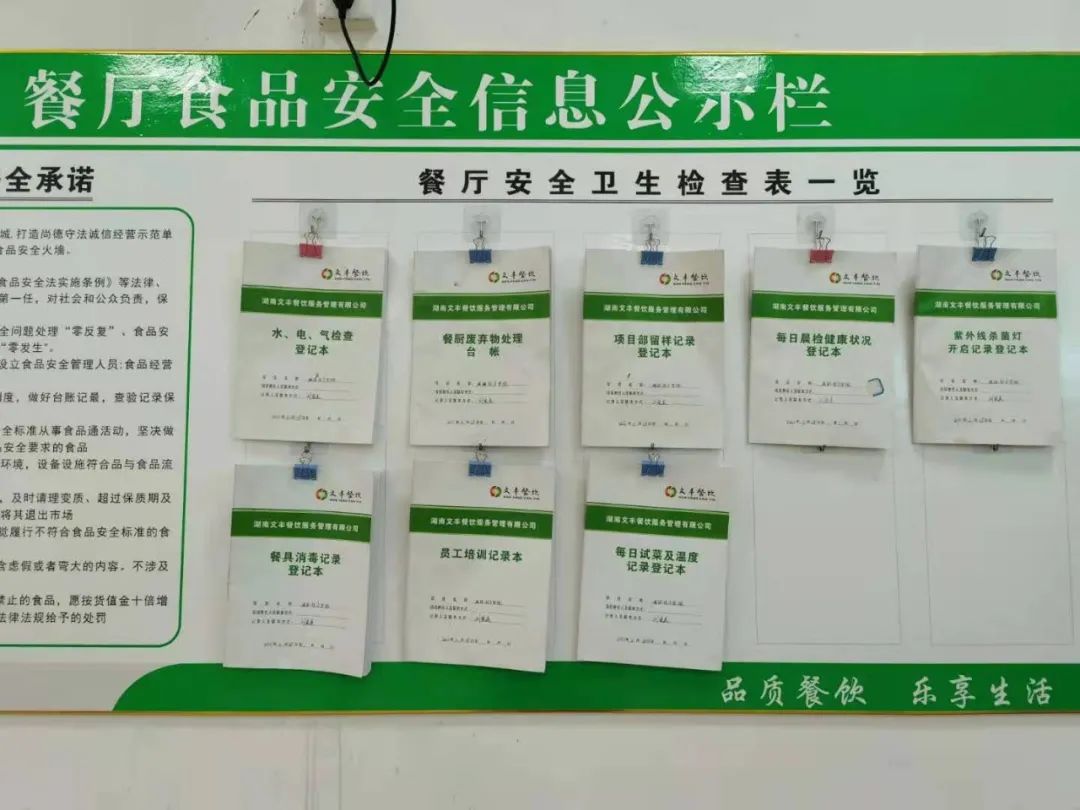 餐厅食品安全信息公示栏
全承诺
城.打造尚德守法诚信经营示范单
食品安全火墙。
食品安全法实施条例》等法律、
第一任，对社会和公众负责，保
全问题处理“零反复”、食品安
“零发生”。
设立食品安全管理人员:食品经营
度，做好台账记最，查验记录保
全标准从事食品通活动，坚决做
安全要求的食品
环境，设备设施符合品与食品流
，及时请理变质、超过保质期及
将其退出市场
觉履行不符合食品安全标准的食
含虚假或者弯大的内容。不涉及
禁止的食品，愿按货值金十倍增
法律法规给予的处罚
餐厅安全卫生检查表一览
文丰餐饮
湖南文丰餐饮服务管理有限公司
水、电、气检查
登记本
文丰餐饮
湖南文丰餐饮服务管理有限公司
餐厨废弃物处理
台帐
文丰餐饮
湖南文丰餐饮服务管理有限公司
项目部留样记录
登记本
文丰餐饮
湖南文丰餐饮服务管理有限公司
每日晨检健康状况
登记本
文丰餐饮
湖南文丰餐饮服务管理有限公司
紫外线杀菌灯
开启记录登记本
文丰餐饮
湖南文丰餐饮服务管理有限公司
餐具消毒记录
登记本
文丰餐饮
湖南文丰餐饮服务管理有限公司
员工培训记录本
文丰餐饮
湖南文丰餐饮服务管理有限公司
每日试菜及温度
记录登记本
品质餐饮 乐享生活